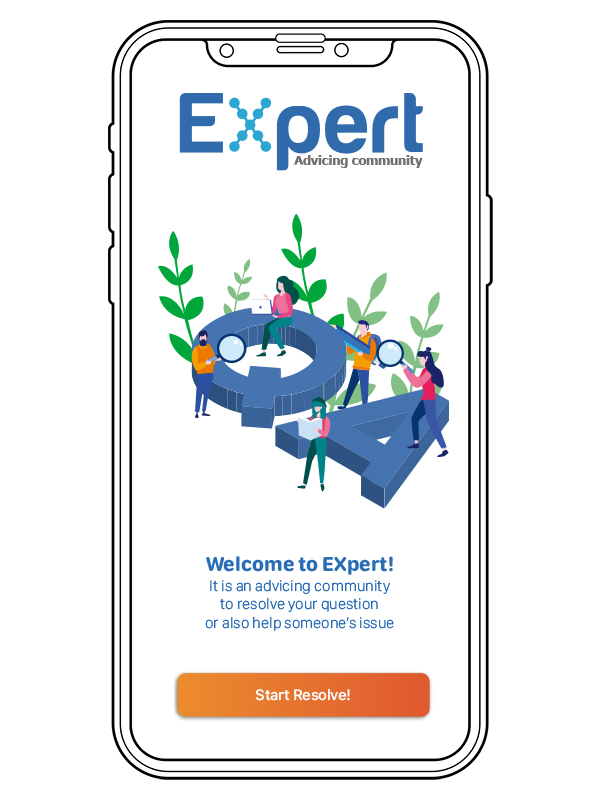 EXpert
Advicing community
QA
Welcome to EXpert!
It is an advicing community
to resolve your question
or also help someone's issue
Start Resolve!